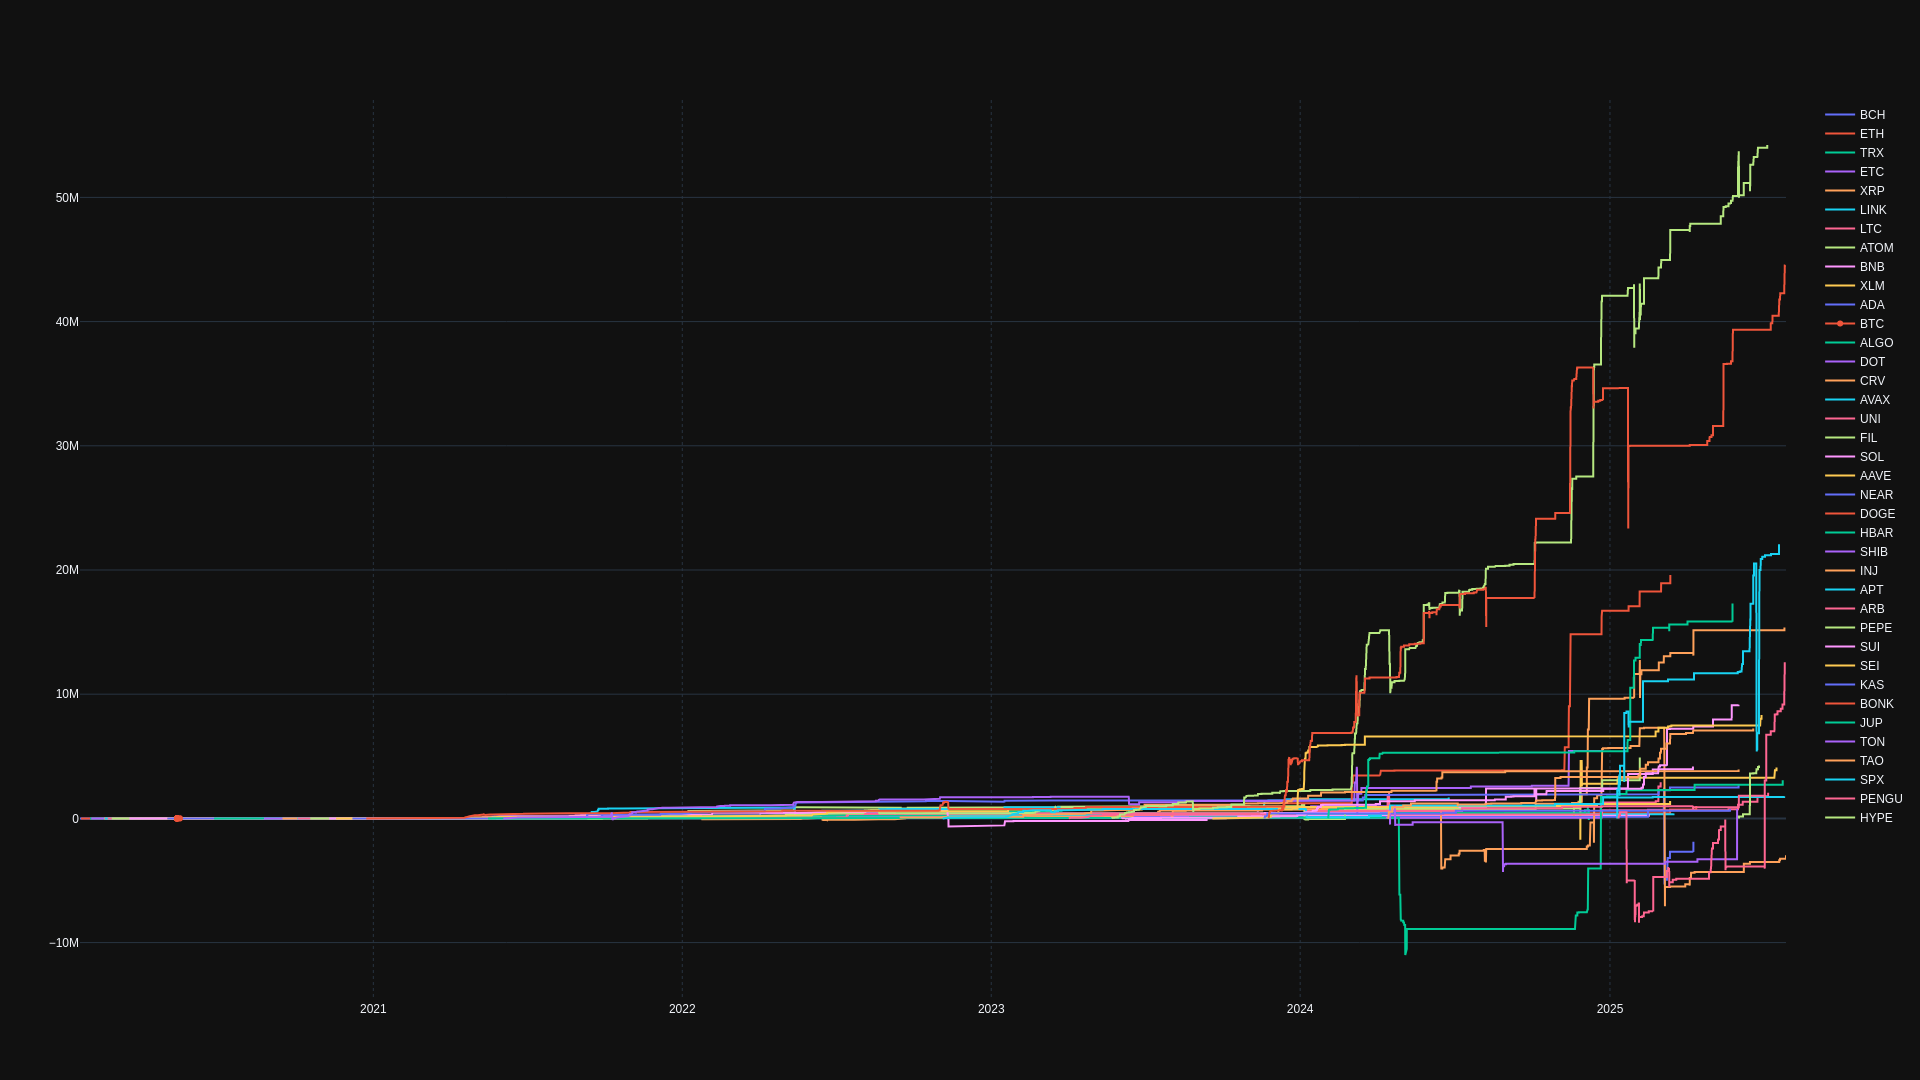 50M
40M
30M
20M
10M
0
−10M
2021
2022
2023
2024
2025
BCH
ETH
TRX
ETC
XRP
LINK
LTC
ATOM
BNB
XLM
ADA
BTC
ALGO
DOT
CRV
AVAX
UNI
FIL
SOL
AAVE
NEAR
DOGE
HBAR
SHIB
INJ
APT
ARB
PEPE
SUI
SEI
KAS
BONK
JUP
TON
TAO
SPX
PENGU
HYPE